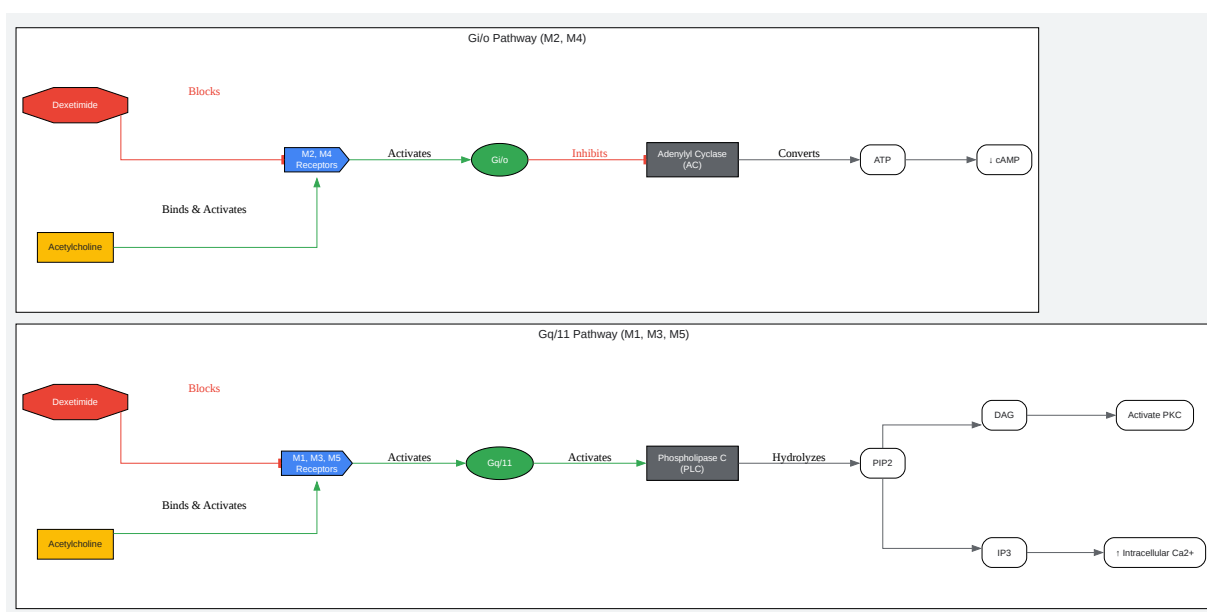 Gi/o Pathway (M2, M4)
Dexetimide
Blocks
M2, M4
Receptors
Activates
Gi/o
Inhibits
Adenylyl Cyclase
(AC)
Converts
ATP
↓ cAMP
Binds & Activates
Acetylcholine
Gq/11 Pathway (M1, M3, M5)
Dexetimide
Blocks
M1, M3, M5
Receptors
Activates
Gq/11
Activates
Phospholipase C
(PLC)
Hydrolyzes
PIP2
DAG
Activate PKC
Binds & Activates
Acetylcholine
IP3
↑ Intracellular Ca2+